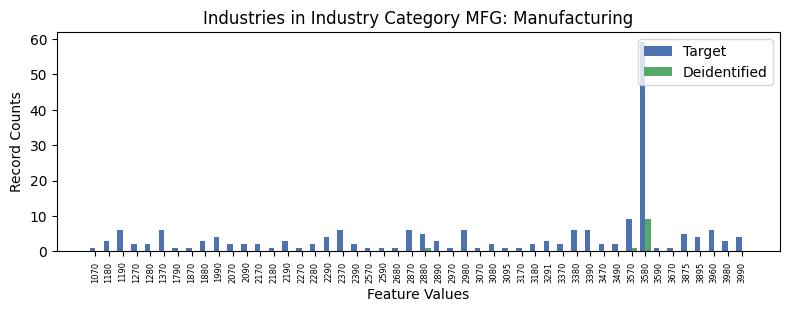 Industries in Industry Category MFG: Manufacturing
Record Counts
60
50
40
30
20
10
0
Target
Deidentified
1070 1180 1190 1270 1280 1370 1790 1870 1880 1990 2070 2090 2170 2180 2190 2270 2280 2290 2370 2390 2570 2590 2680 2870 2880 2890 2970 2980 3070 3080 3095 3170 3180 3291 3370 3380 3390 3470 3490 3570 3580 3590 3670 3875 3895 3960 3980 3990
Feature Values